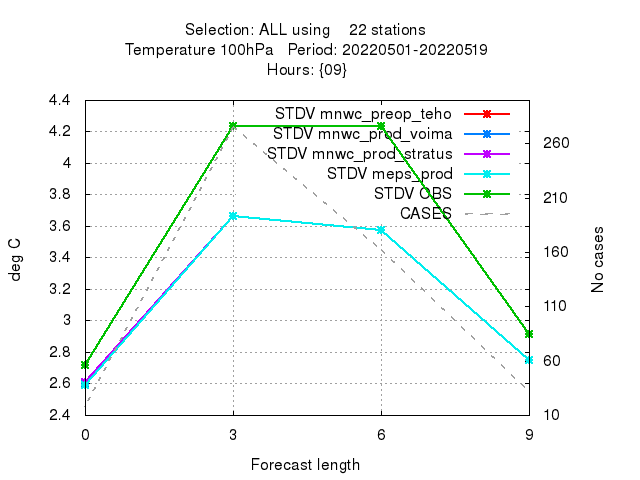 Selection: ALL using 22 stations
Temperature 100hPa Period: 20220501-20220519
Hours: {09}
STDV mnwc_preop_teho
STDV mnwc_prod_voima
STDV mnwc_prod_stratus
STDV meps_prod
STDV OBS
CASES
4.4
4.2
4
3.8
3.6
3.4
3.2
3
2.8
2.6
2.4
deg C
260
210
160
110
60
10
No cases
0 3 6 9
Forecast length